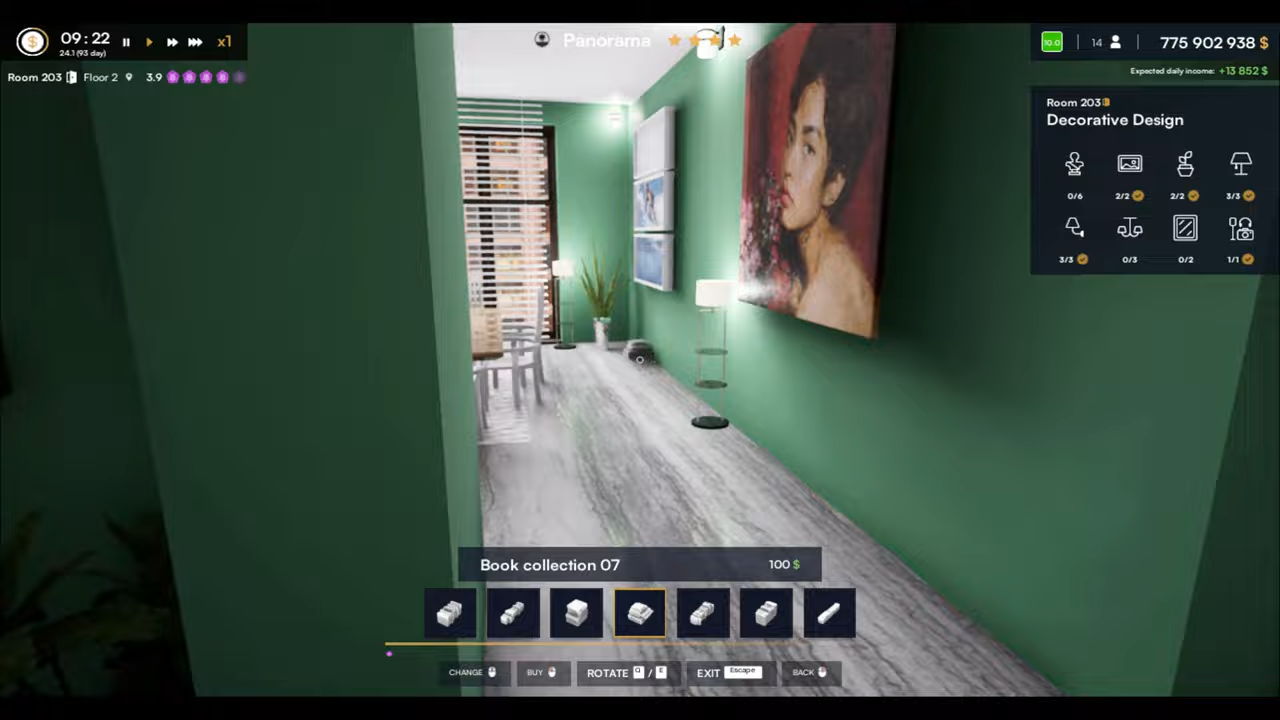 09:22
24.1 (93 day)
x1
Panorama
10.0
14
775 902 938 $
Expected daily income: +13 852 $
Room 203
Floor 2
3.9
Room 203
Decorative Design
0/6
2/2
2/2
3/3
3/3
0/3
0/2
1/1
Book collection 07
100 $
CHANGE
BUY
ROTATE Q / E
EXIT Escape
BACK